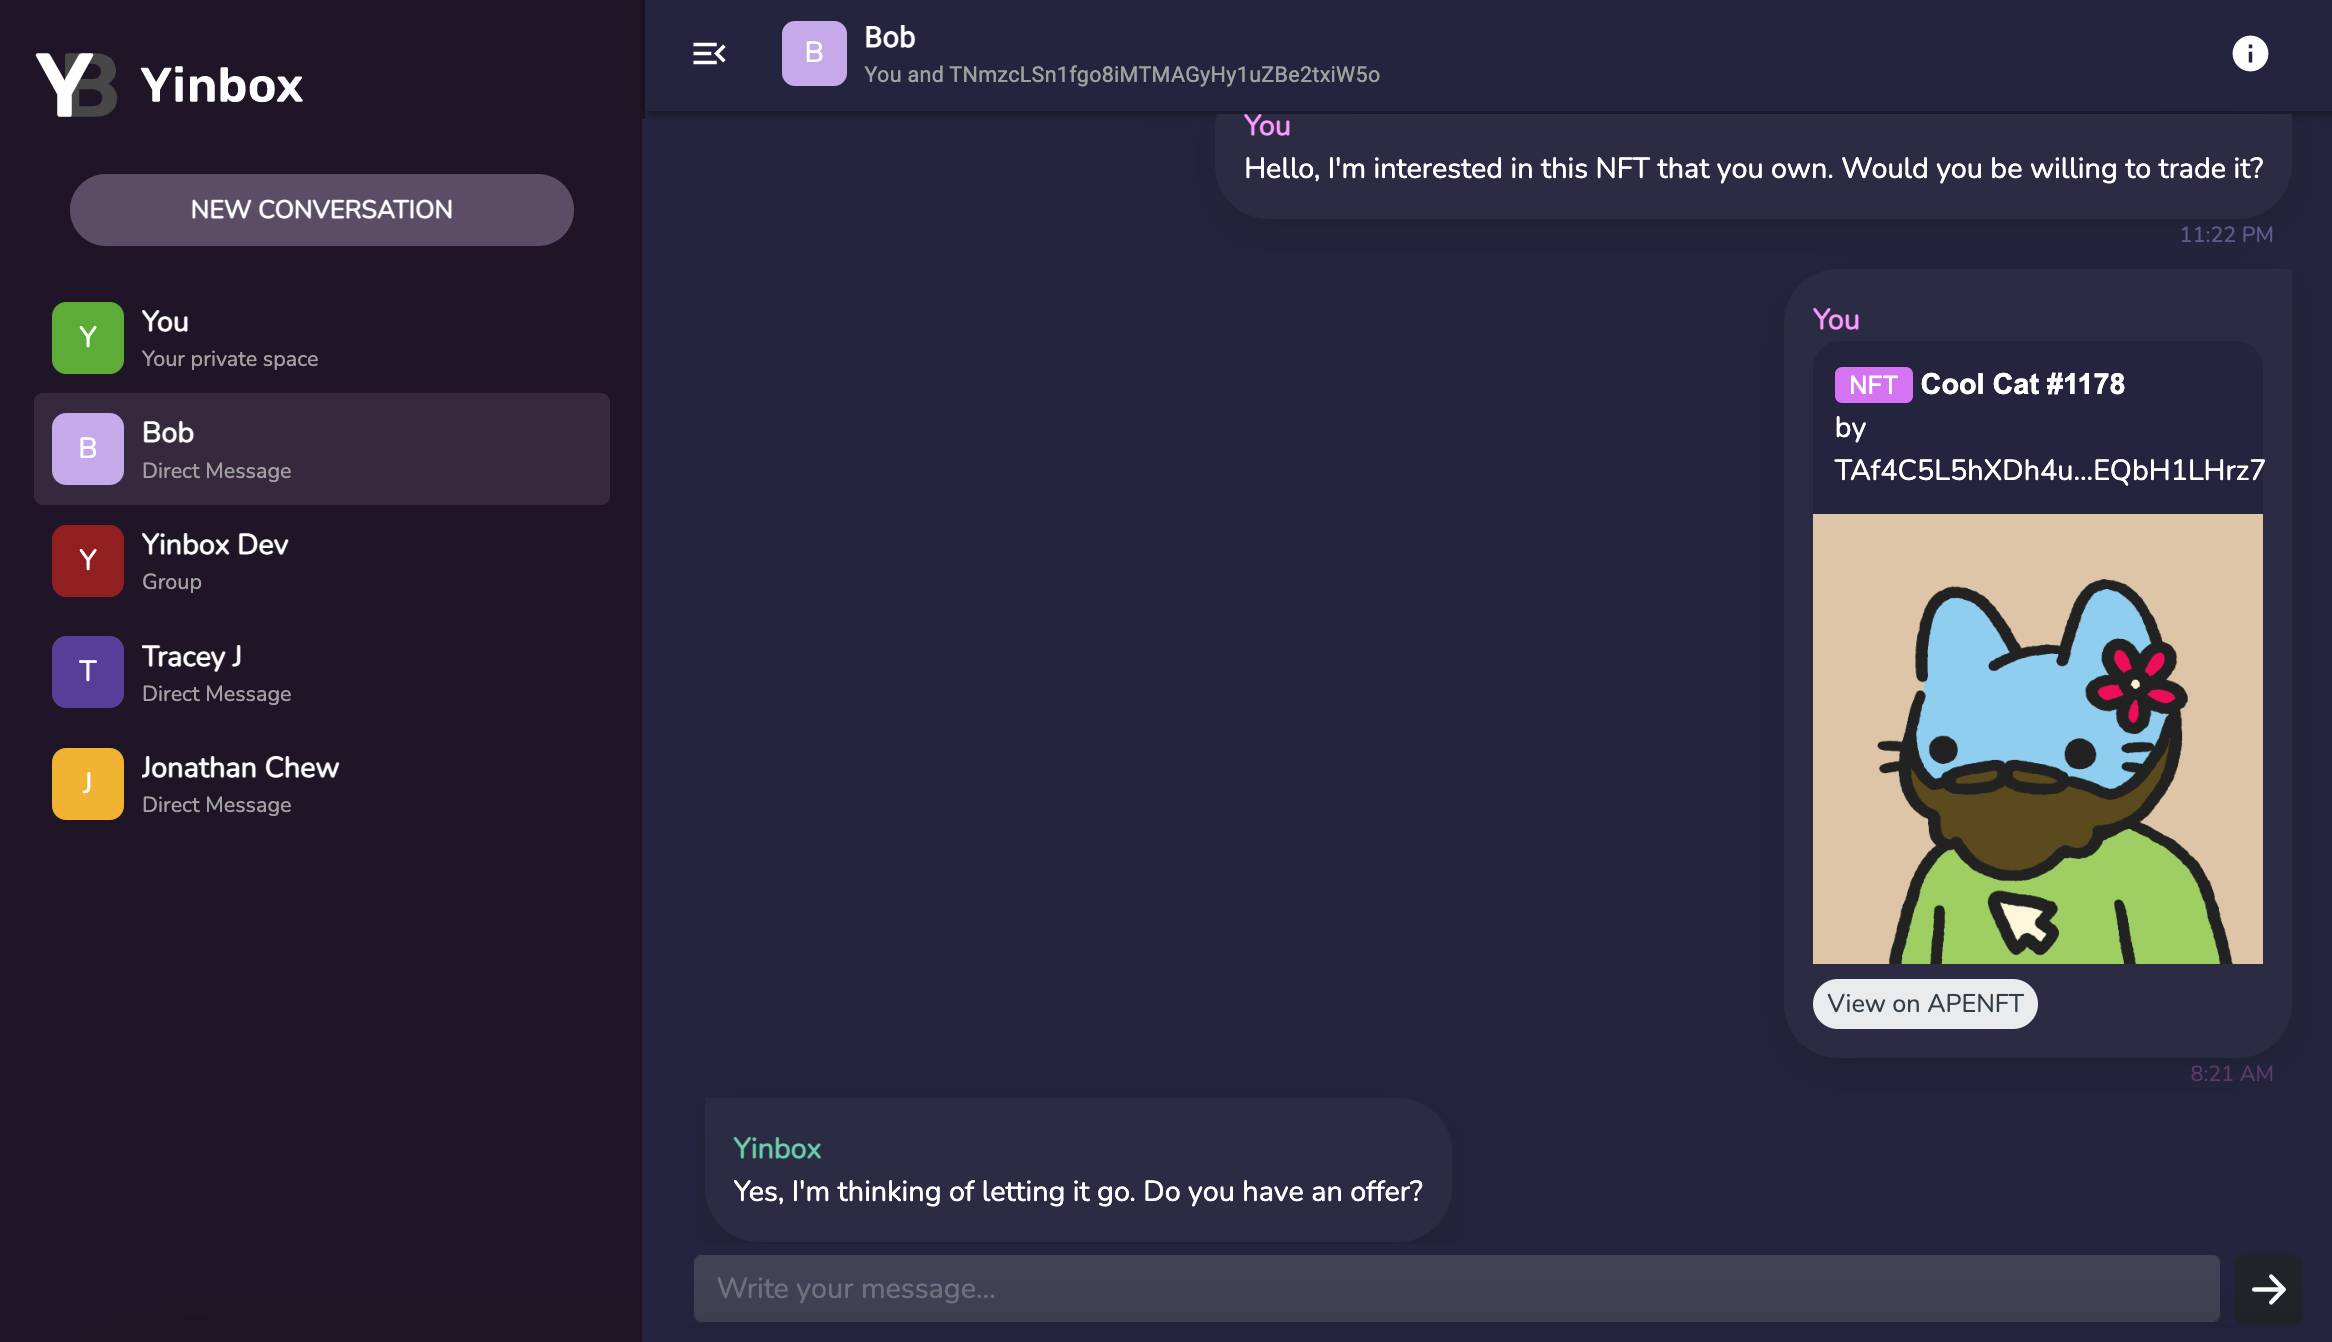 YB Yinbox
NEW CONVERSATION
Y
You
Your private space
B
Bob
Direct Message
Y
Yinbox Dev
Group
T
Tracey J
Direct Message
J
Jonathan Chew
Direct Message
B
Bob
You and TNmzcLSn1fgo8iMTMAGyHy1uZBe2txiW5o
You
Hello, I'm interested in this NFT that you own. Would you be willing to trade it?
11:22 PM
You
NFT Cool Cat #1178
by
TAf4C5L5hXDh4u...EQbH1LHrz7
View on APENFT
8:21 AM
Yinbox
Yes, I'm thinking of letting it go. Do you have an offer?
Write your message...